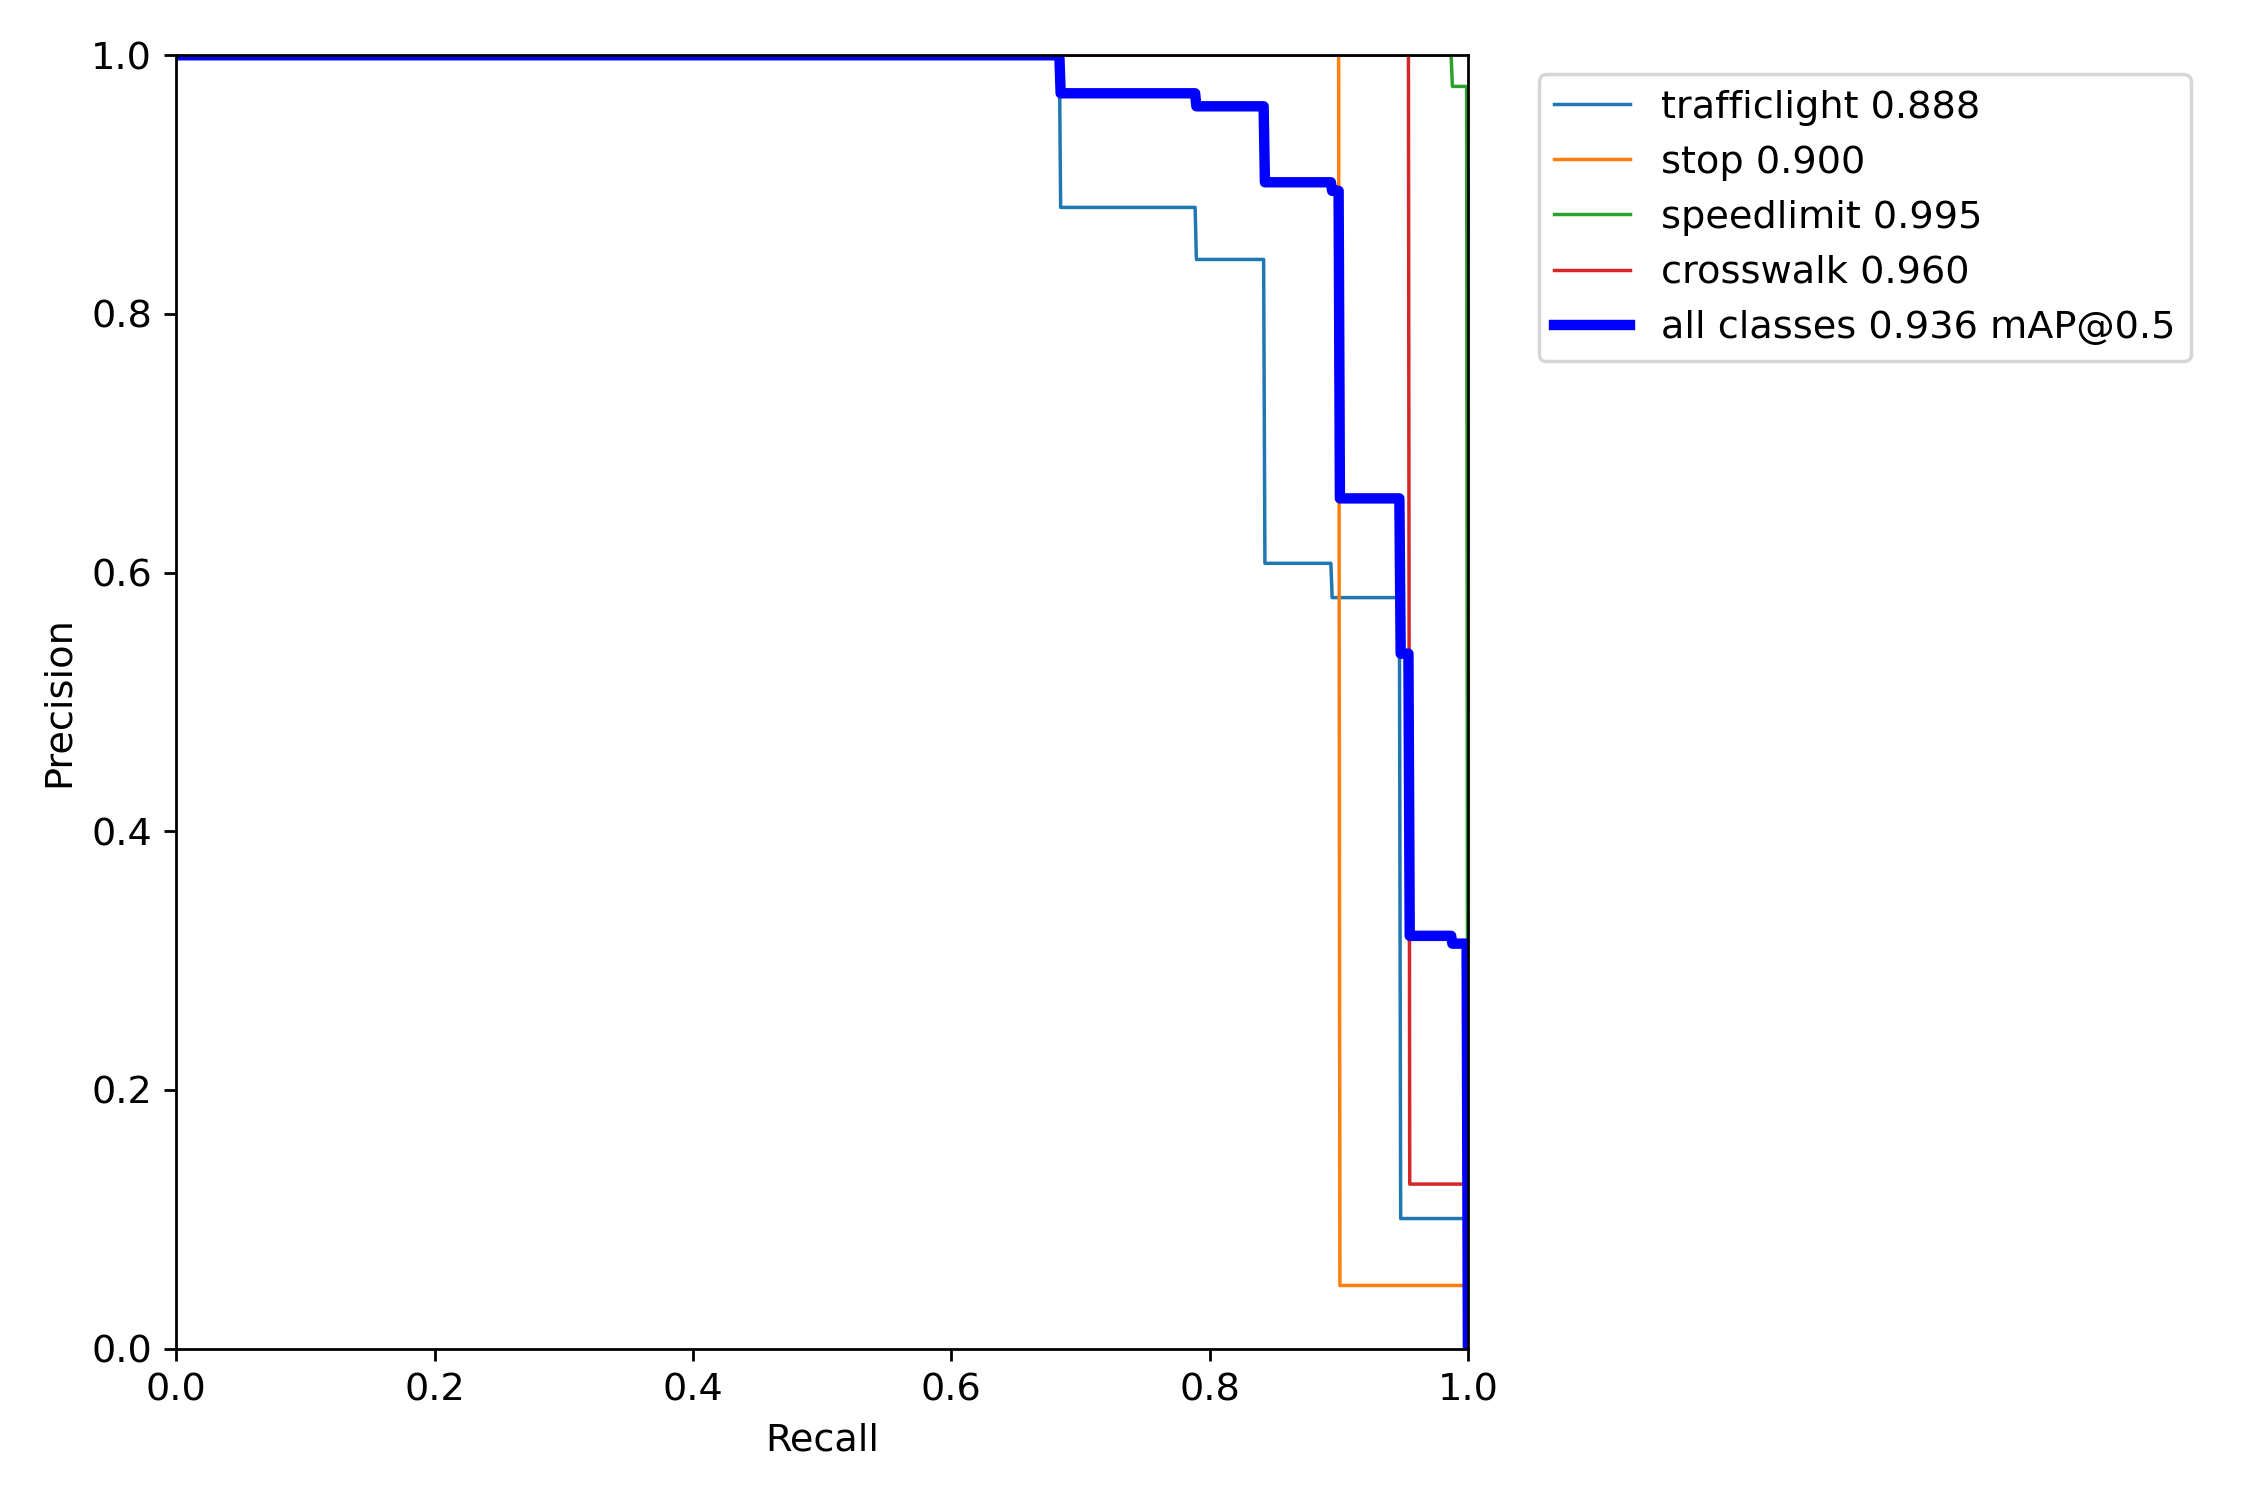 1.0
0.8
0.6
0.4
0.2
0.0
Precision
0.0 0.2 0.4 0.6 0.8 1.0
Recall
trafficlight 0.888
stop 0.900
speedlimit 0.995
crosswalk 0.960
all classes 0.936 mAP@0.5